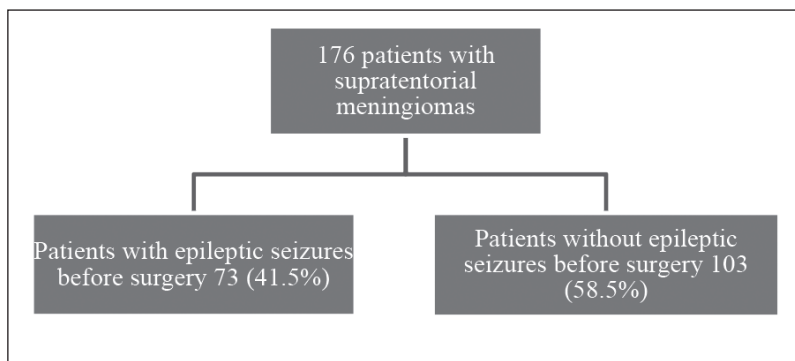 176 patients with
supratentorial
meningiomas
Patients with epileptic seizures
before surgery 73 (41.5%)
Patients without epileptic
seizures before surgery 103
(58.5%)